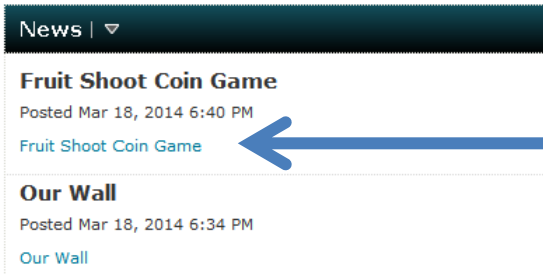 News |
Fruit Shoot Coin Game
Posted Mar 18, 2014 6:40 PM
Fruit Shoot Coin Game
Our Wall
Posted Mar 18, 2014 6:34 PM
Our Wall